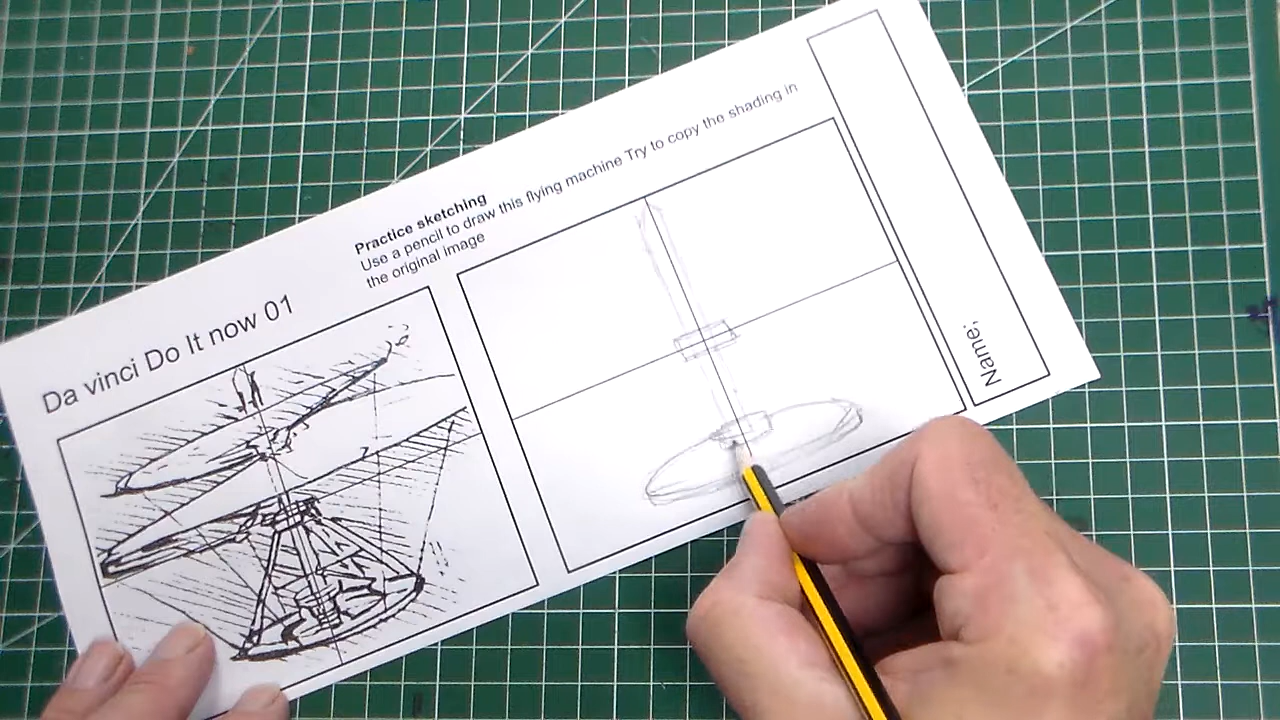 Da vinci Do It now 01
Practice sketching
Use a pencil to draw this flying machine Try to copy the shading in
the original image
Name;